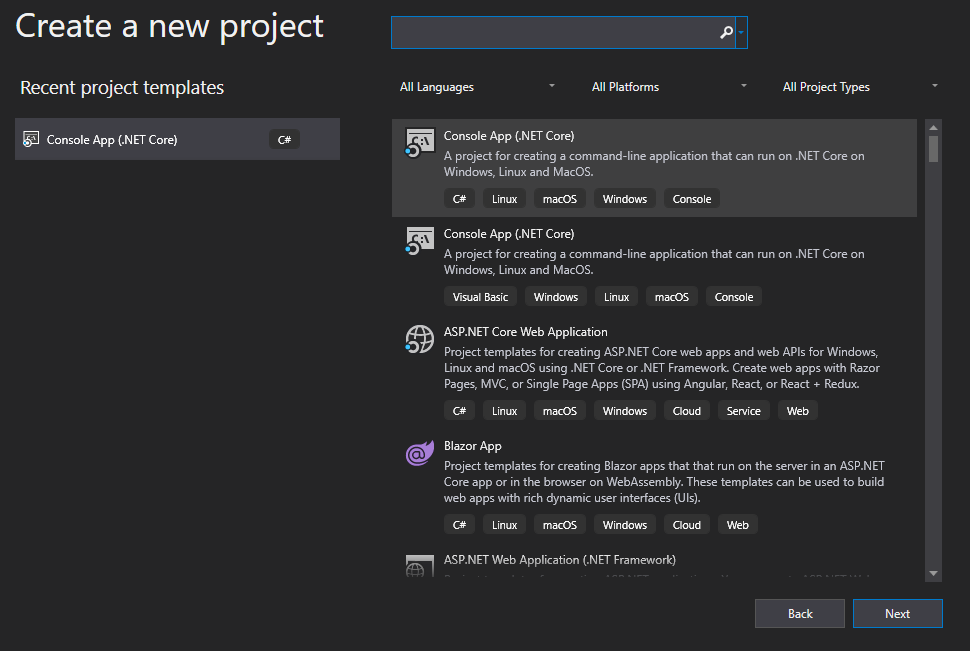 Create a new project
Recent project templates
Console App (.NET Core)
C#
All Languages
All Platforms
All Project Types
Console App (.NET Core)
A project for creating a command-line application that can run on .NET Core on
Windows, Linux and MacOS.
C# Linux macOS Windows Console
Console App (.NET Core)
A project for creating a command-line application that can run on .NET Core on
Windows, Linux and MacOS.
Visual Basic Windows Linux macOS Console
ASP.NET Core Web Application
Project templates for creating ASP.NET Core web apps and web APIs for Windows,
Linux and macOS using .NET Core or .NET Framework. Create web apps with Razor
Pages, MVC, or Single Page Apps (SPA) using Angular, React, or React + Redux.
C# Linux macOS Windows Cloud Service Web
Blazor App
Project templates for creating Blazor apps that that run on the server in an ASP.NET
Core app or in the browser on WebAssembly. These templates can be used to build
web apps with rich dynamic user interfaces (UIs).
C# Linux macOS Windows Cloud Web
ASP.NET Web Application (.NET Framework)
Back
Next